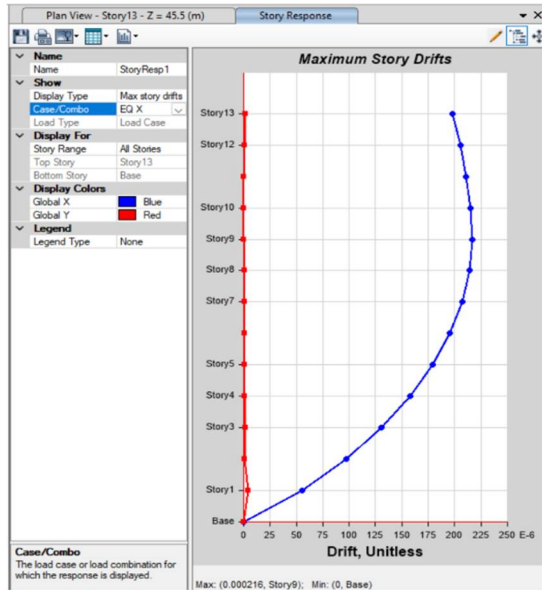 Plan View - Story13 - Z = 45.5 (m)
Story Response
Name
Name StoryResp1
Show
Display Type Max story drifts
Case/Combo EQ X
Load Type Load Case
Display For
Story Range All Stories
Top Story Story13
Bottom Story Base
Display Colors
Global X Blue
Global Y Red
Legend
Legend Type None
Case/Combo
The load case or load combination for
which the response is displayed.
Maximum Story Drifts
Story13
Story12
Story10
Story9
Story8
Story7
Story5
Story4
Story3
Story1
Base
0 25 50 75 100 125 150 175 200 225 250 E-6
Drift, Unitless
Max: (0.000216, Story9); Min: (0, Base)